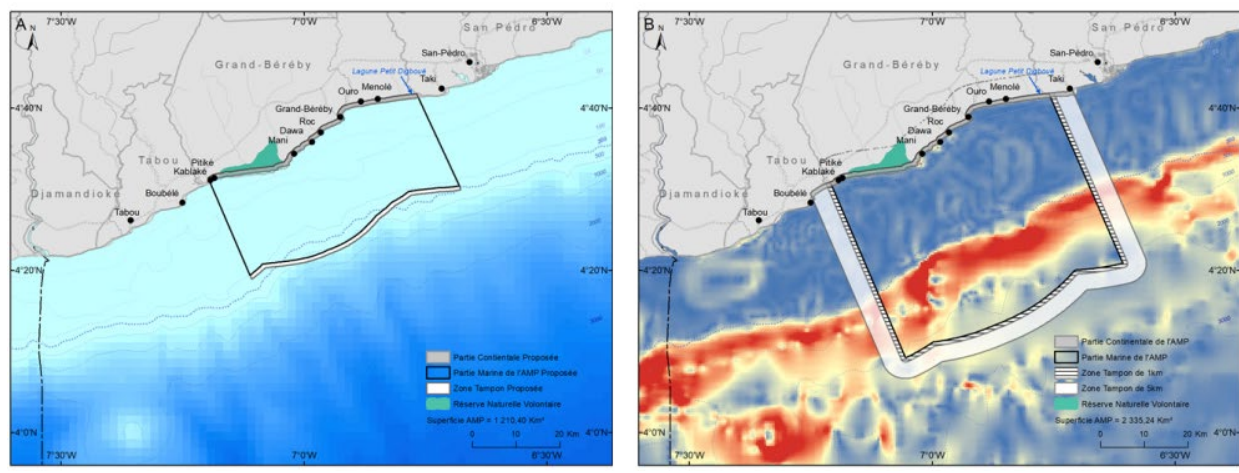 A
N
7°30'W
7°0'W
6°30'W
San Pédro
San-Pédro
Grand-Béréby
Lagune Petit Digboué
Taki
Ouro
Menolé
4°40'N
4°40'N
Grand-Béréby
Roc
Dawa
Mani
Tabou
Pitiké
Kablaké
Djamandioké
Boubélé
Tabou
4°20'N
4°20'N
Partie Contientale Proposée
Partie Marine de l'AMP Proposée
Zone Tampon Proposée
Réserve Naturelle Volontaire
Superficie AMP = 1 210,40 Km²
4°0'N
4°0'N
0 10 20 Km
7°30'W
7°0'W
6°30'W
B
N
7°30'W
7°0'W
6°30'W
San Pédro
San-Pédro
Grand-Béréby
Lagune Petit Digboué
Taki
Ouro
Menolé
4°40'N
4°40'N
Grand-Béréby
Roc
Dawa
Mani
Tabou
Pitiké
Kablaké
Djamandioké
Boubélé
Tabou
4°20'N
4°20'N
Partie Continentale de l'AMP
Partie Marine de l'AMP
Zone Tampon de 1km
Zone Tampon de 5km
Réserve Naturelle Volontaire
Superficie AMP = 2 335,24 Km²
4°0'N
4°0'N
0 10 20 Km
7°30'W
7°0'W
6°30'W